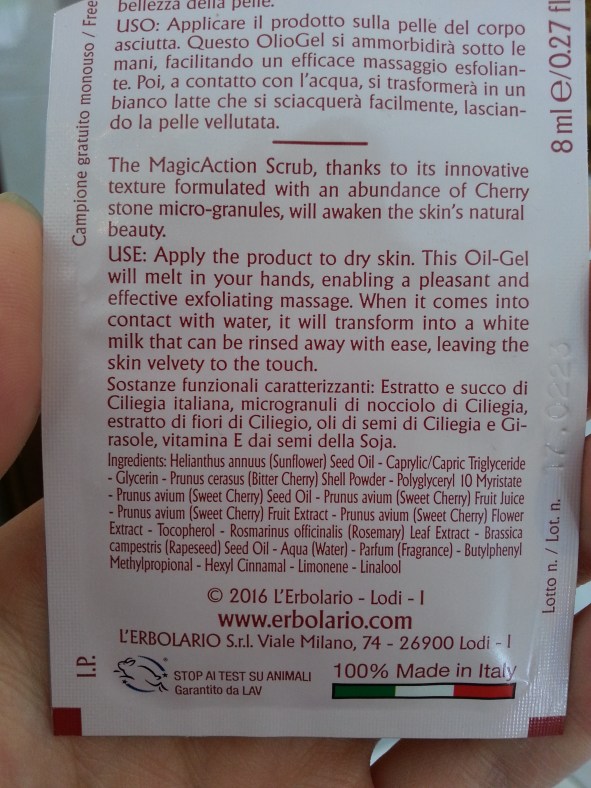 bellezza della pelle.
USO: Applicare il prodotto sulla pelle del corpo
asciutta. Questo OlioGel si ammorbidirà sotto le
mani, facilitando un efficace massaggio esfolian-
te. Poi, a contatto con l'acqua, si trasformerà in un
bianco latte che si sciacquerà facilmente, lascian-
do la pelle vellutata.
The MagicAction Scrub, thanks to its innovative
texture formulated with an abundance of Cherry
stone micro-granules, will awaken the skin's natural
beauty.
USE: Apply the product to dry skin. This Oil-Gel
will melt in your hands, enabling a pleasant and
effective exfoliating massage. When it comes into
contact with water, it will transform into a white
milk that can be rinsed away with ease, leaving the
skin velvety to the touch.
Sostanze funzionali caratterizzanti: Estratto e succo di
Ciliegia italiana, microgranuli di nocciolo di Ciliegia,
estratto di fiori di Ciliegio, oli di semi di Ciliegia e Gi-
rasole, vitamina E dai semi della Soja.
Ingredients: Helianthus annuus (Sunflower) Seed Oil - Caprylic/Capric Triglyceride
- Glycerin - Prunus cerasus (Bitter Cherry) Shell Powder - Polyglyceryl 10 Myristate
- Prunus avium (Sweet Cherry) Seed Oil - Prunus avium (Sweet Cherry) Fruit Juice
- Prunus avium (Sweet Cherry) Fruit Extract - Prunus avium (Sweet Cherry) Flower
Extract - Tocopherol - Rosmarinus officinalis (Rosemary) Leaf Extract - Brassica
campestris (Rapeseed) Seed Oil - Aqua (Water) - Parfum (Fragrance) - Butylphenyl
Methylpropional - Hexyl Cinnamal - Limonene - Linalool
© 2016 L'Erbolario - Lodi - I
www.erbolario.com
L'ERBOLARIO S.r.l. Viale Milano, 74 - 26900 Lodi - I
STOP AI TEST SU ANIMALI
Garantito da LAV
100% Made in Italy
I.P.
Campione gratuito monouso / Free
8 ml e/0.27 fl
Lotto n. / Lot. n.